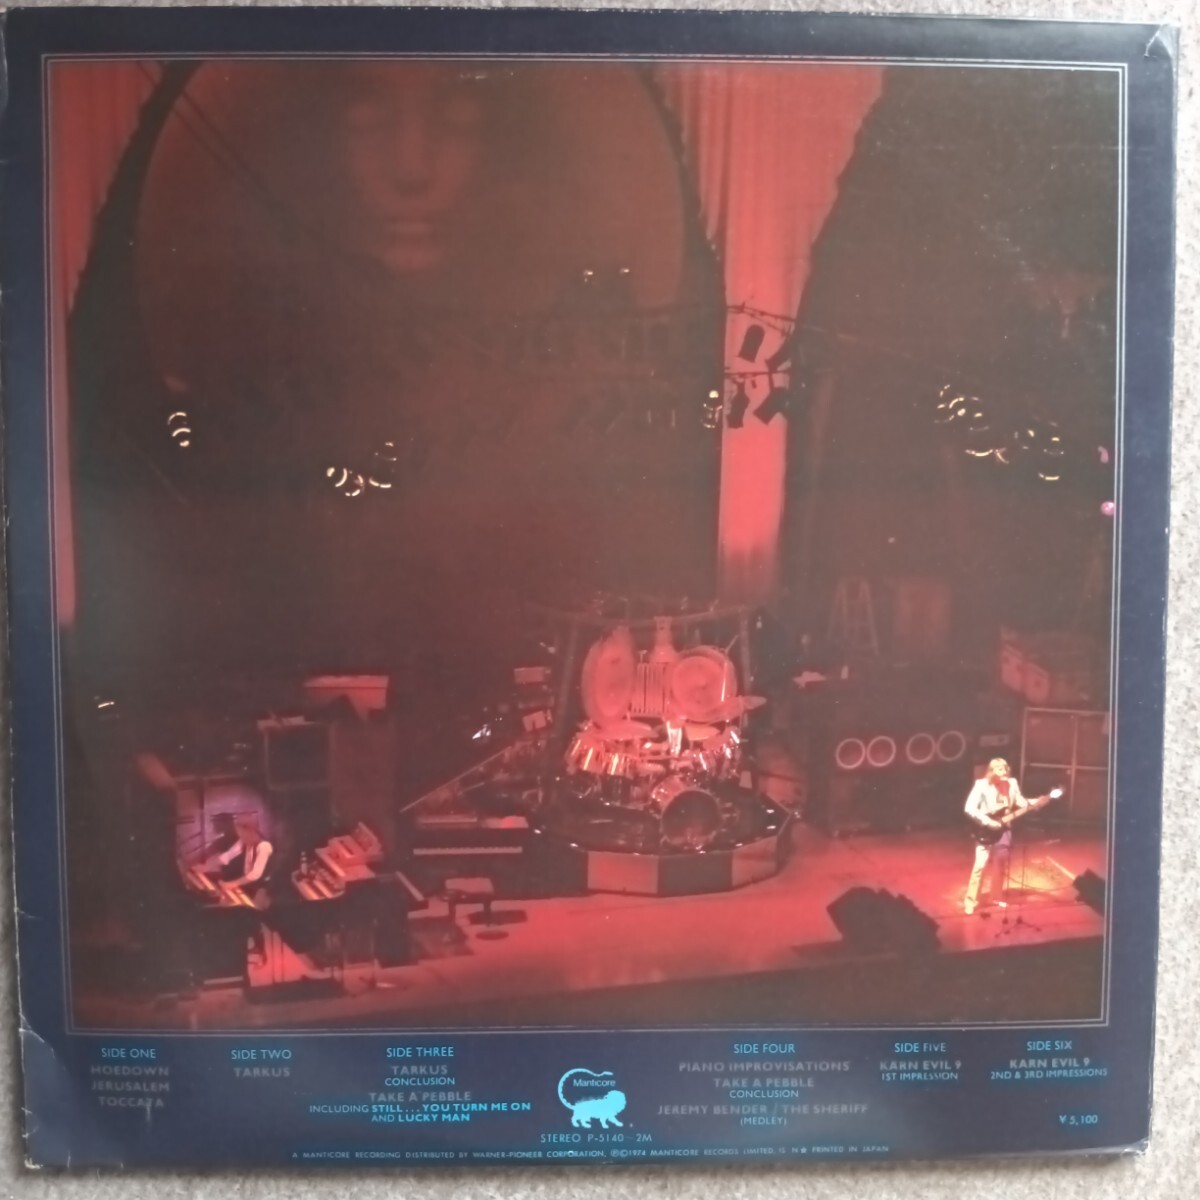 SIDE ONE
HOEDOWN
JERUSALEM
TOCCATA
SIDE TWO
TARKUS
SIDE THREE
TARKUS
CONCLUSION
TAKE A PEBBLE
INCLUDING STILL... YOU TURN ME ON
AND LUCKY MAN
Manticore
SIDE FOUR
PIANO IMPROVISATIONS
TAKE A PEBBLE
CONCLUSION
JEREMY BENDER / THE SHERIFF
(MEDLEY)
SIDE FIVE
KARN EVIL 9
1ST IMPRESSION
SIDE SIX
KARN EVIL 9
2ND & 3RD IMPRESSIONS
¥5,100
STEREO P-5140~2M
A MANTICORE RECORDING DISTRIBUTED BY WARNER-PIONEER CORPORATION, ℗©1974 MANTICORE RECORDS LIMITED, PRINTED IN JAPAN